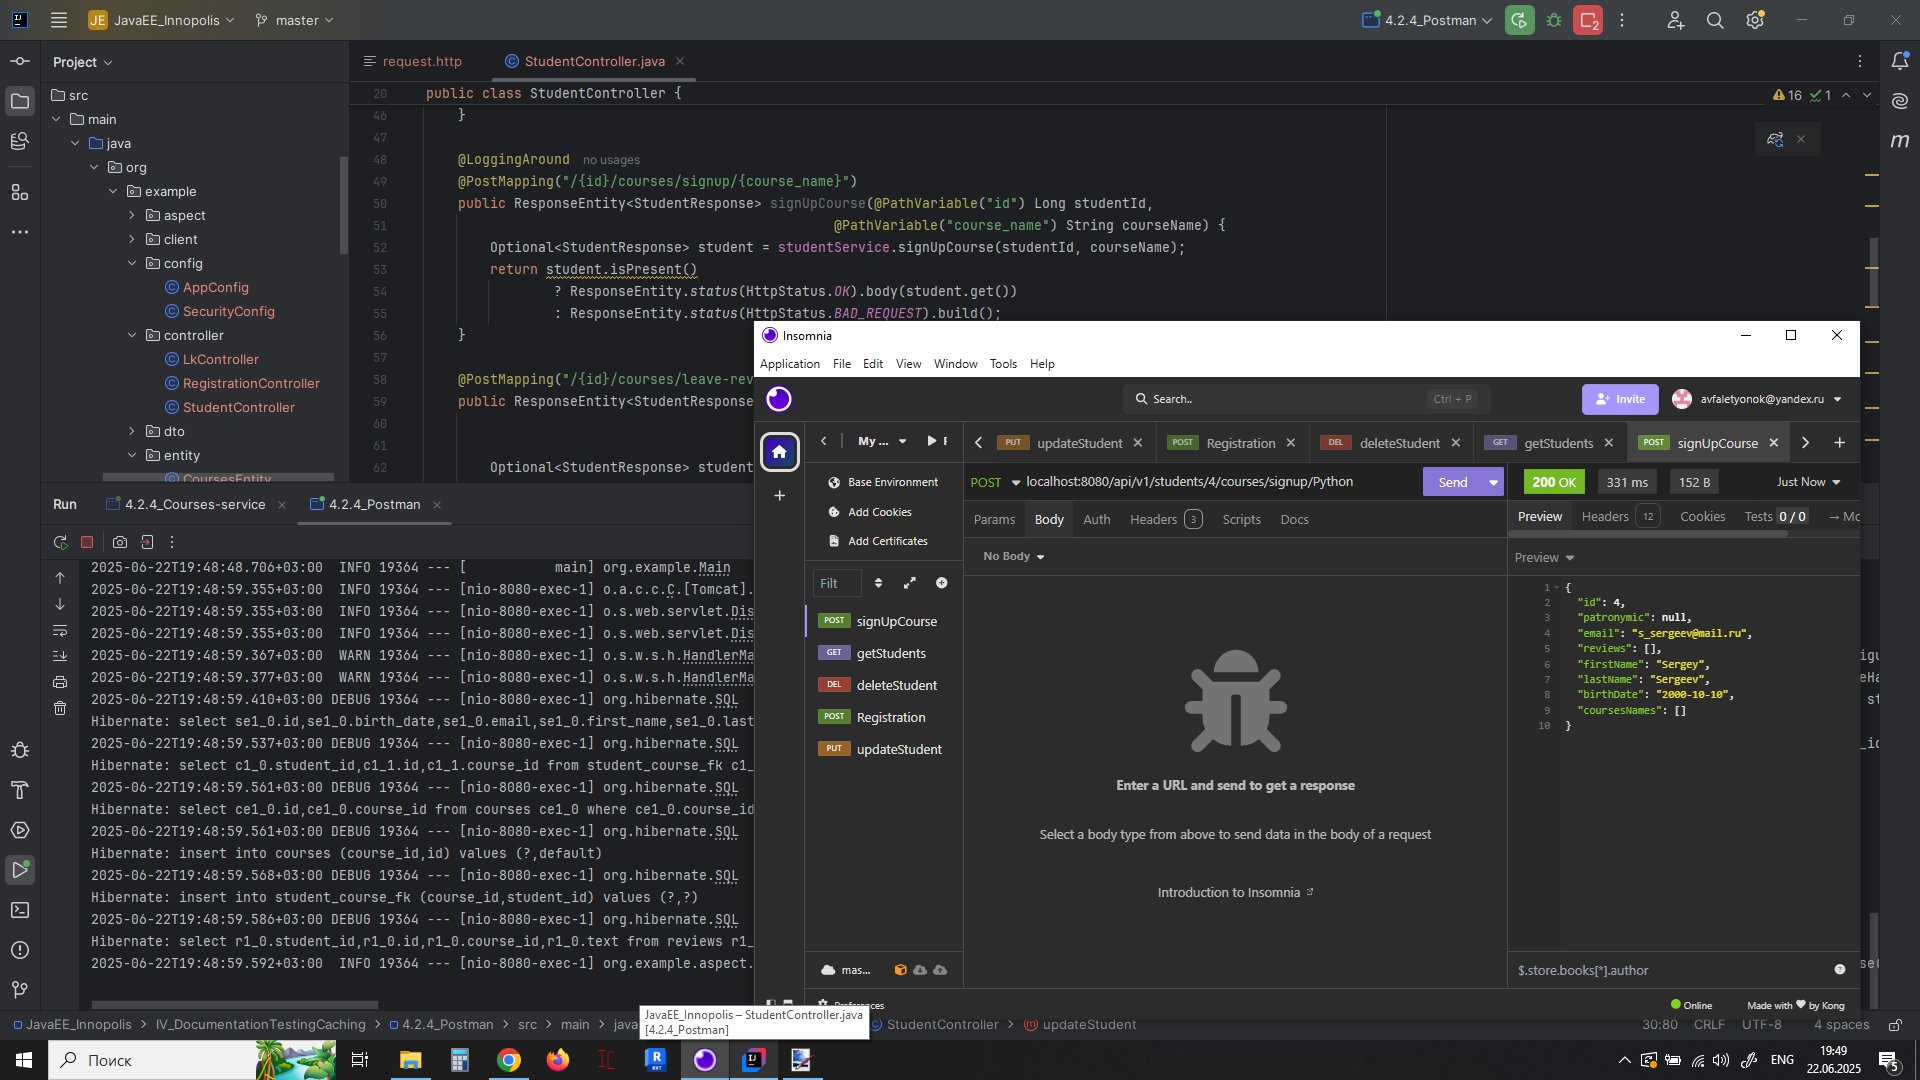 JE JavaEE_Innopolis
master
4.2.4_Postman
2
Project
request.http
StudentController.java
src
main
java
org
example
aspect
client
config
AppConfig
SecurityConfig
controller
LkController
RegistrationController
StudentController
dto
entity
CoursesEntity
16
1
20 public class StudentController {
46 }
47
48 @LoggingAround no usages
49 @PostMapping("/{id}/courses/signup/{course_name}")
50 public ResponseEntity<StudentResponse> signUpCourse(@PathVariable("id") Long studentId,
51 @PathVariable("course_name") String courseName) {
52 Optional<StudentResponse> student = studentService.signUpCourse(studentId, courseName);
53 return student.isPresent()
54 ? ResponseEntity.status(HttpStatus.OK).body(student.get())
55 : ResponseEntity.status(HttpStatus.BAD_REQUEST).build();
56 }
57
58 @PostMapping("/{id}/courses/leave-rev
59 public ResponseEntity<StudentResponse
60
61
62 Optional<StudentResponse> student
Run
4.2.4_Courses-service
4.2.4_Postman
2025-06-22T19:48:48.706+03:00 INFO 19364 --- [ main] org.example.Main
2025-06-22T19:48:59.355+03:00 INFO 19364 --- [nio-8080-exec-1] o.a.c.c.C.[Tomcat].
2025-06-22T19:48:59.355+03:00 INFO 19364 --- [nio-8080-exec-1] o.s.web.servlet.Dis
2025-06-22T19:48:59.355+03:00 INFO 19364 --- [nio-8080-exec-1] o.s.web.servlet.Dis
2025-06-22T19:48:59.367+03:00 WARN 19364 --- [nio-8080-exec-1] o.s.w.s.h.HandlerMa
2025-06-22T19:48:59.377+03:00 WARN 19364 --- [nio-8080-exec-1] o.s.w.s.h.HandlerMa
2025-06-22T19:48:59.410+03:00 DEBUG 19364 --- [nio-8080-exec-1] org.hibernate.SQL
Hibernate: select se1_0.id,se1_0.birth_date,se1_0.email,se1_0.first_name,se1_0.last
2025-06-22T19:48:59.537+03:00 DEBUG 19364 --- [nio-8080-exec-1] org.hibernate.SQL
Hibernate: select c1_0.student_id,c1_1.id,c1_1.course_id from student_course_fk c1_
2025-06-22T19:48:59.561+03:00 DEBUG 19364 --- [nio-8080-exec-1] org.hibernate.SQL
Hibernate: select ce1_0.id,ce1_0.course_id from courses ce1_0 where ce1_0.course_id
2025-06-22T19:48:59.561+03:00 DEBUG 19364 --- [nio-8080-exec-1] org.hibernate.SQL
Hibernate: insert into courses (course_id,id) values (?,default)
2025-06-22T19:48:59.568+03:00 DEBUG 19364 --- [nio-8080-exec-1] org.hibernate.SQL
Hibernate: insert into student_course_fk (course_id,student_id) values (?,?)
2025-06-22T19:48:59.586+03:00 DEBUG 19364 --- [nio-8080-exec-1] org.hibernate.SQL
Hibernate: select r1_0.student_id,r1_0.id,r1_0.course_id,r1_0.text from reviews r1_
2025-06-22T19:48:59.592+03:00 INFO 19364 --- [nio-8080-exec-1] org.example.aspect.
Insomnia
Application File Edit View Window Tools Help
Search..
Ctrl + P
Invite
avfaletyonok@yandex.ru
My ...
PUT updateStudent
POST Registration
DEL deleteStudent
GET getStudents
POST signUpCourse
Base Environment
Add Cookies
Add Certificates
Filt
POST signUpCourse
GET getStudents
DEL deleteStudent
POST Registration
PUT updateStudent
mas...
Preferences
POST localhost:8080/api/v1/students/4/courses/signup/Python
Send
Params Body Auth Headers 3 Scripts Docs
No Body
Enter a URL and send to get a response
Select a body type from above to send data in the body of a request
Introduction to Insomnia
200 OK
331 ms
152 B
Just Now
Preview Headers 12 Cookies Tests 0 / 0 → Mo
Preview
1 {
2 "id": 4,
3 "patronymic": null,
4 "email": "s_sergeev@mail.ru",
5 "reviews": [],
6 "firstName": "Sergey",
7 "lastName": "Sergeev",
8 "birthDate": "2000-10-10",
9 "coursesNames": []
10 }
$.store.books[*].author
Online
Made with ❤ by Kong
JavaEE_Innopolis – StudentController.java
[4.2.4_Postman]
JavaEE_Innopolis > IV_DocumentationTestingCaching > 4.2.4_Postman > src > main > java
StudentController > updateStudent
30:80 CRLF UTF-8 4 spaces
Поиск
ENG
19:49
22.06.2025
5